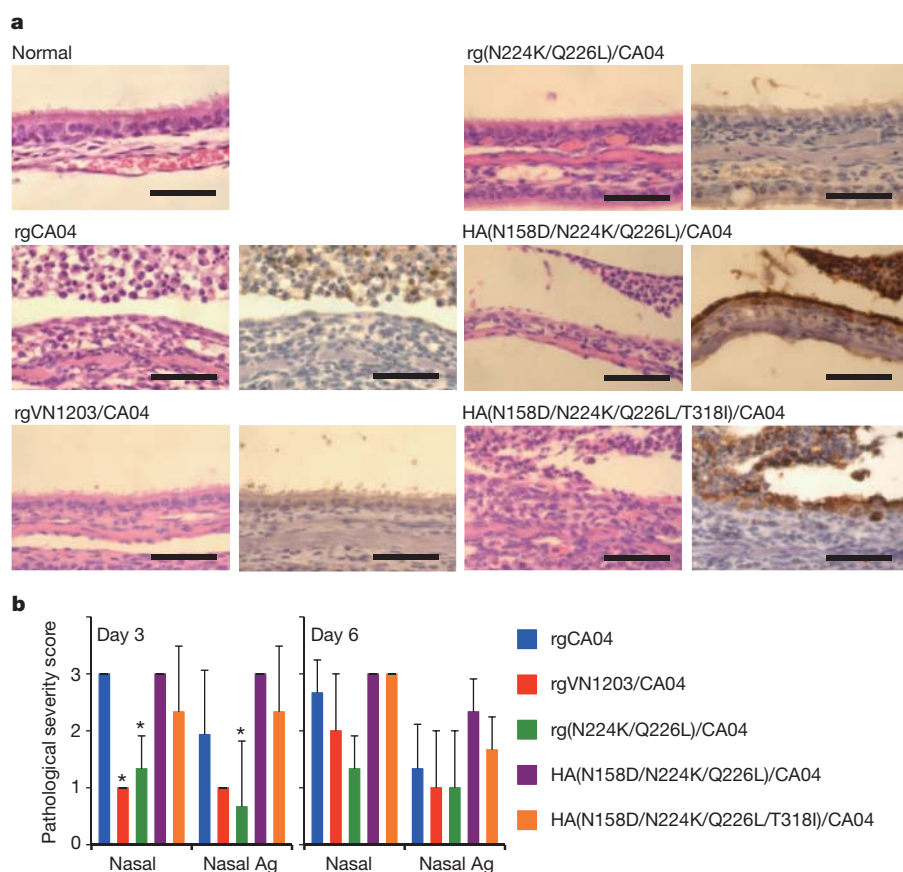 a
Normal
rg(N224K/Q226L)/CA04
rgCA04
HA(N158D/N224K/Q226L)/CA04
rgVN1203/CA04
HA(N158D/N224K/Q226L/T318I)/CA04
b
Pathological severity score
3
2
1
0
Day 3
*
*
*
Nasal
Nasal Ag
Day 6
Nasal
Nasal Ag
rgCA04
rgVN1203/CA04
rg(N224K/Q226L)/CA04
HA(N158D/N224K/Q226L)/CA04
HA(N158D/N224K/Q226L/T318I)/CA04